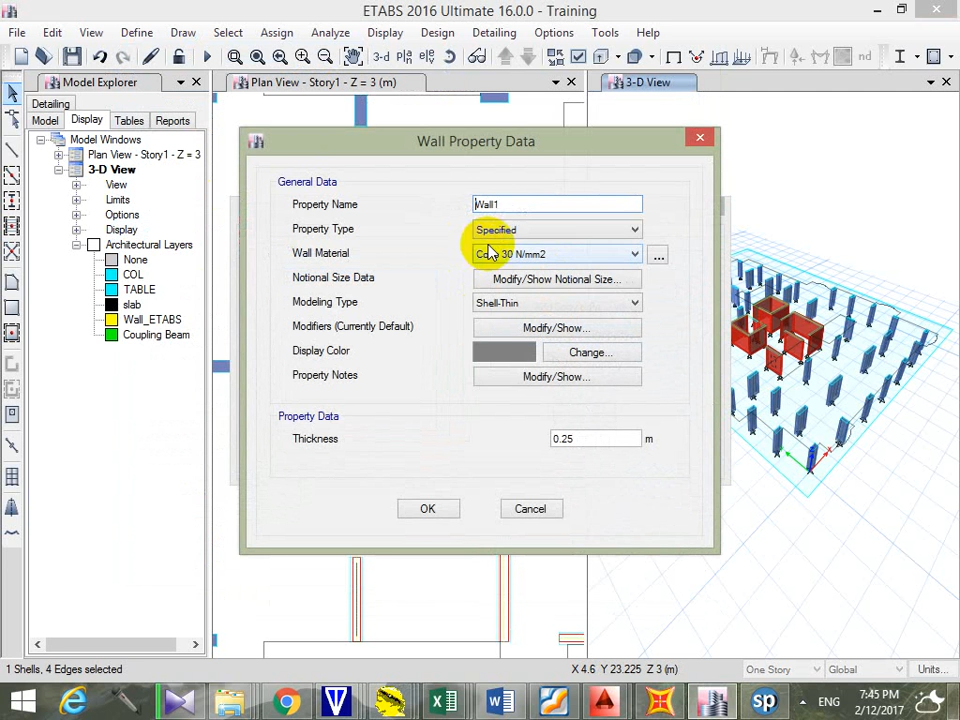 ETABS 2016 Ultimate 16.0.0 - Training
File Edit View Define Draw Select Assign Analyze Display Design Detailing Options Tools Help
3-d
nd
Model Explorer
Plan View - Story1 - Z = 3 (m)
3-D View
Detailing
Model Display Tables Reports
Model Windows
Plan View - Story1 - Z = 3
3-D View
View
Limits
Options
Display
Architectural Layers
None
COL
TABLE
slab
Wall_ETABS
Coupling Beam
Wall Property Data
General Data
Property Name Wall1
Property Type Specified
Wall Material 30 N/mm2 ...
Notional Size Data Modify/Show Notional Size...
Modeling Type Shell-Thin
Modifiers (Currently Default) Modify/Show...
Display Color Change...
Property Notes Modify/Show...
Property Data
Thickness 0.25 m
OK Cancel
1 Shells, 4 Edges selected
X 4.6 Y 23.225 Z 3 (m)
One Story Global Units...
ENG
7:45 PM
2/12/2017